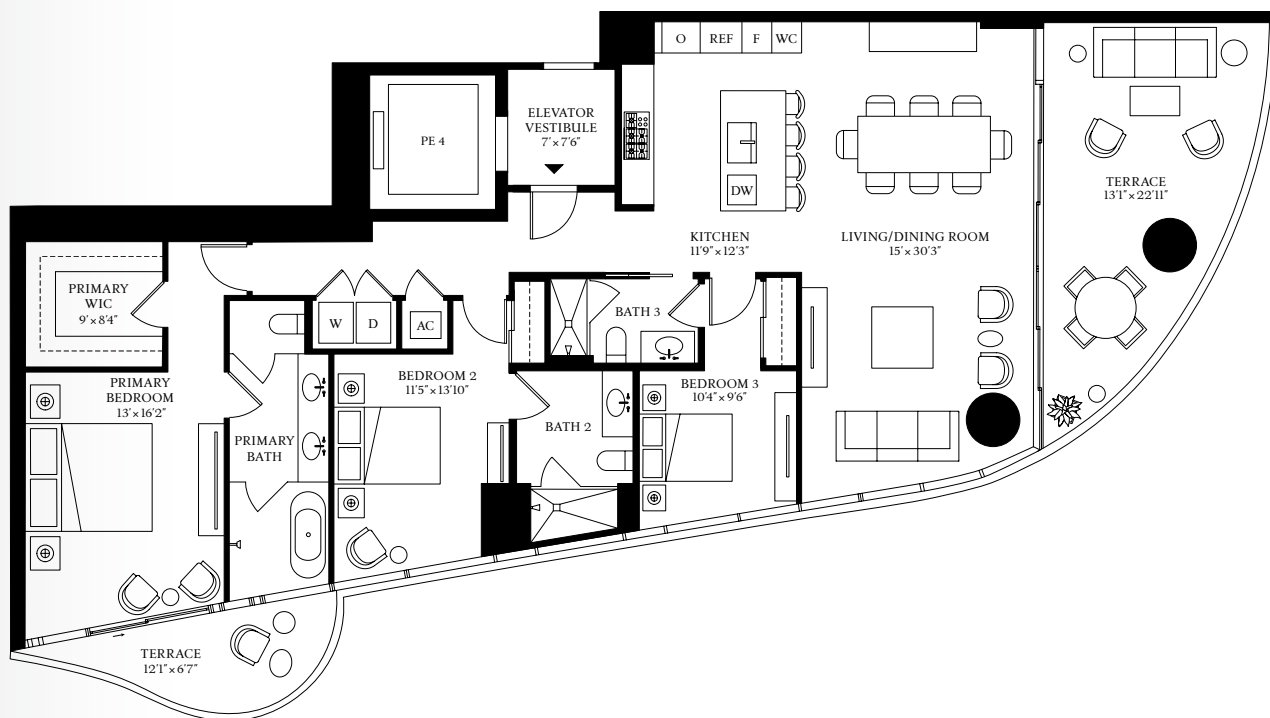 O
REF
F
WC
PE 4
ELEVATOR
VESTIBULE
7'×7'6"
DW
KITCHEN
11'9"×12'3"
LIVING/DINING ROOM
15'×30'3"
TERRACE
13'1"×22'11"
PRIMARY
WIC
9'×8'4"
W
D
AC
BATH 3
PRIMARY
BEDROOM
13'×16'2"
PRIMARY
BATH
BEDROOM 2
11'5"×13'10"
BATH 2
BEDROOM 3
10'4"×9'6"
TERRACE
12'1"×6'7"